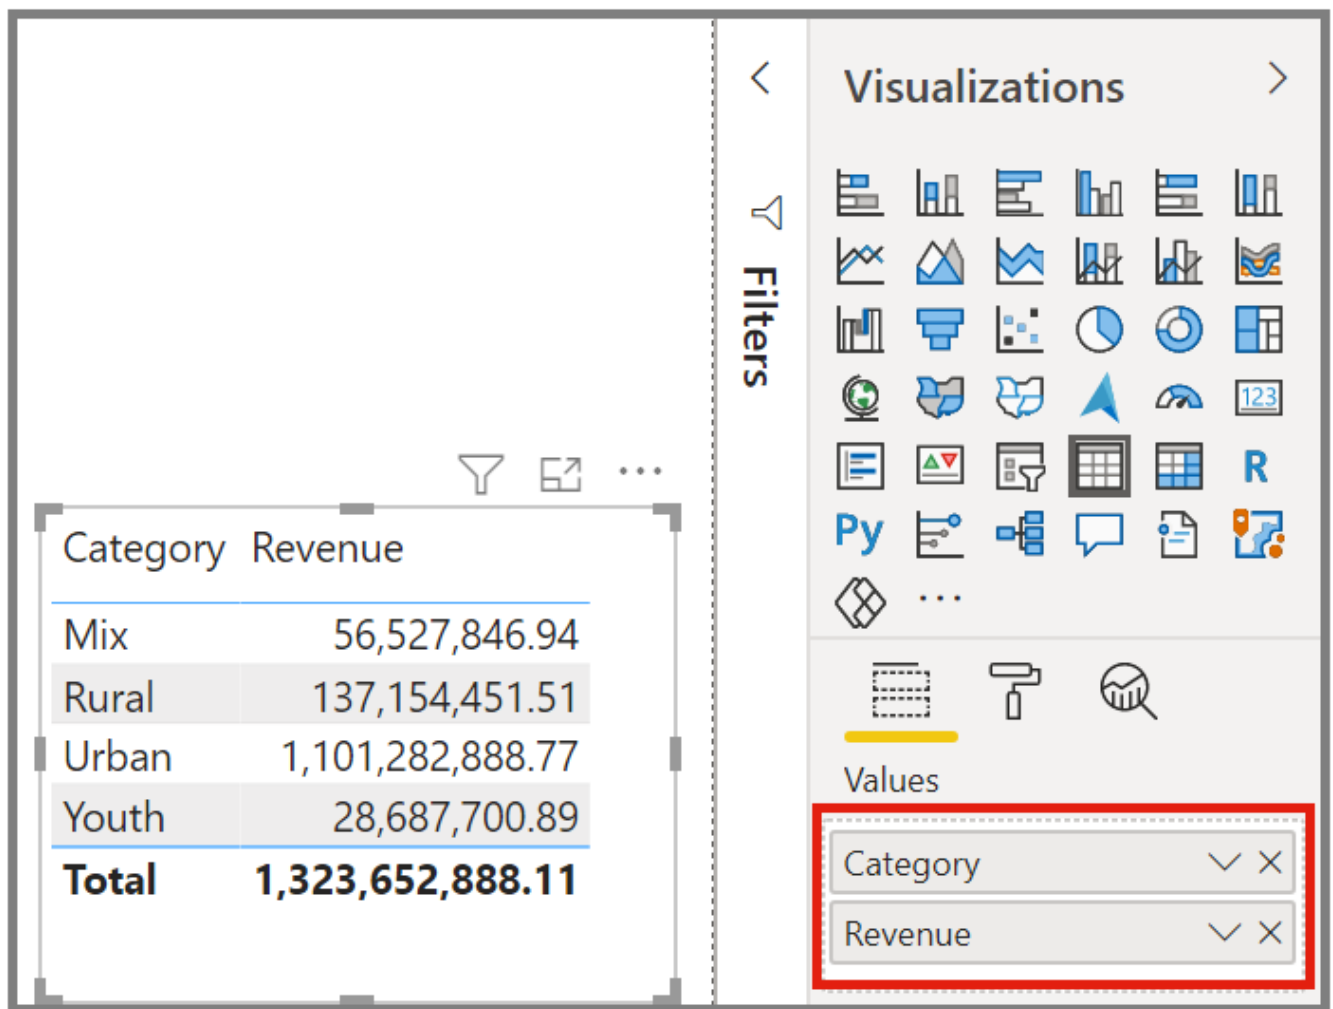 Category Revenue
Mix 56,527,846.94
Rural 137,154,451.51
Urban 1,101,282,888.77
Youth 28,687,700.89
Total 1,323,652,888.11
Filters
Visualizations
123
R
Py
Values
Category
Revenue